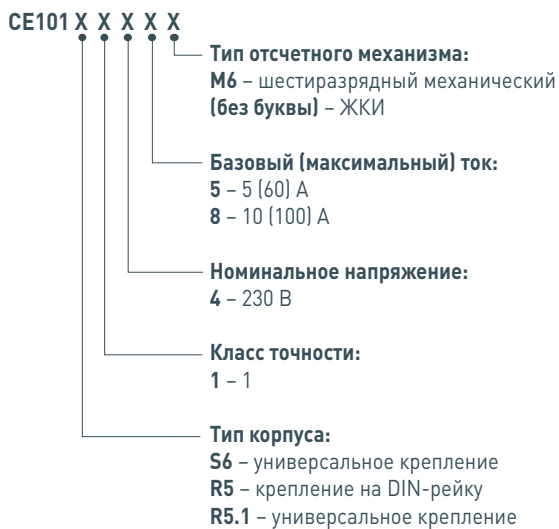 CE101 X X X X X
Тип отсчетного механизма:
M6 – шестиразрядный механический
(без буквы) – ЖКИ
Базовый (максимальный) ток:
5 – 5 (60) А
8 – 10 (100) А
Номинальное напряжение:
4 – 230 В
Класс точности:
1 – 1
Тип корпуса:
S6 – универсальное крепление
R5 – крепление на DIN-рейку
R5.1 – универсальное крепление